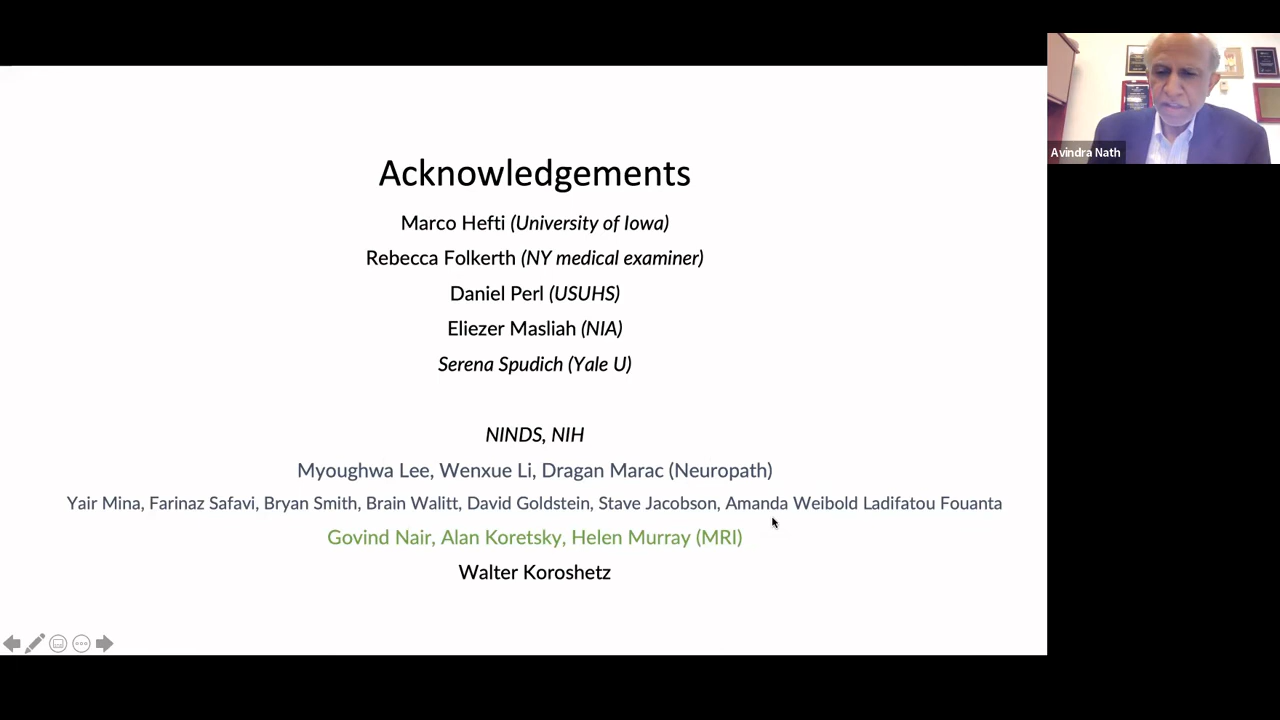 Acknowledgements
Marco Hefti (University of Iowa)
Rebecca Folkerth (NY medical examiner)
Daniel Perl (USUHS)
Eliezer Masliah (NIA)
Serena Spudich (Yale U)
NINDS, NIH
Myoughwa Lee, Wenxue Li, Dragan Marac (Neuropath)
Yair Mina, Farinaz Safavi, Bryan Smith, Brain Walitt, David Goldstein, Stave Jacobson, Amanda Weibold Ladifatou Fouanta
Govind Nair, Alan Koretsky, Helen Murray (MRI)
Walter Koroshetz
Avindra Nath